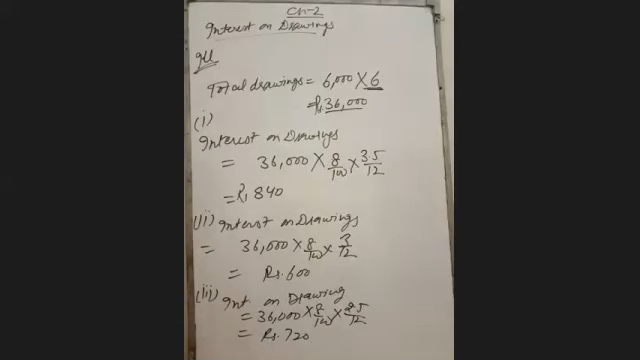 Ch-2
Interest on Drawings
Total drawings = 6,000 × 6
= Rs 36,000
(i)
Interest on Drawings
= 36,000 × 8/100 × 3.5/12
= Rs 840
(ii) Interest on Drawings
= 36,000 × 8/100 × 3/12
= Rs. 600
(iii) Int on Drawing
= 36,000 × 8/100 × 2.5/12
= Rs. 720